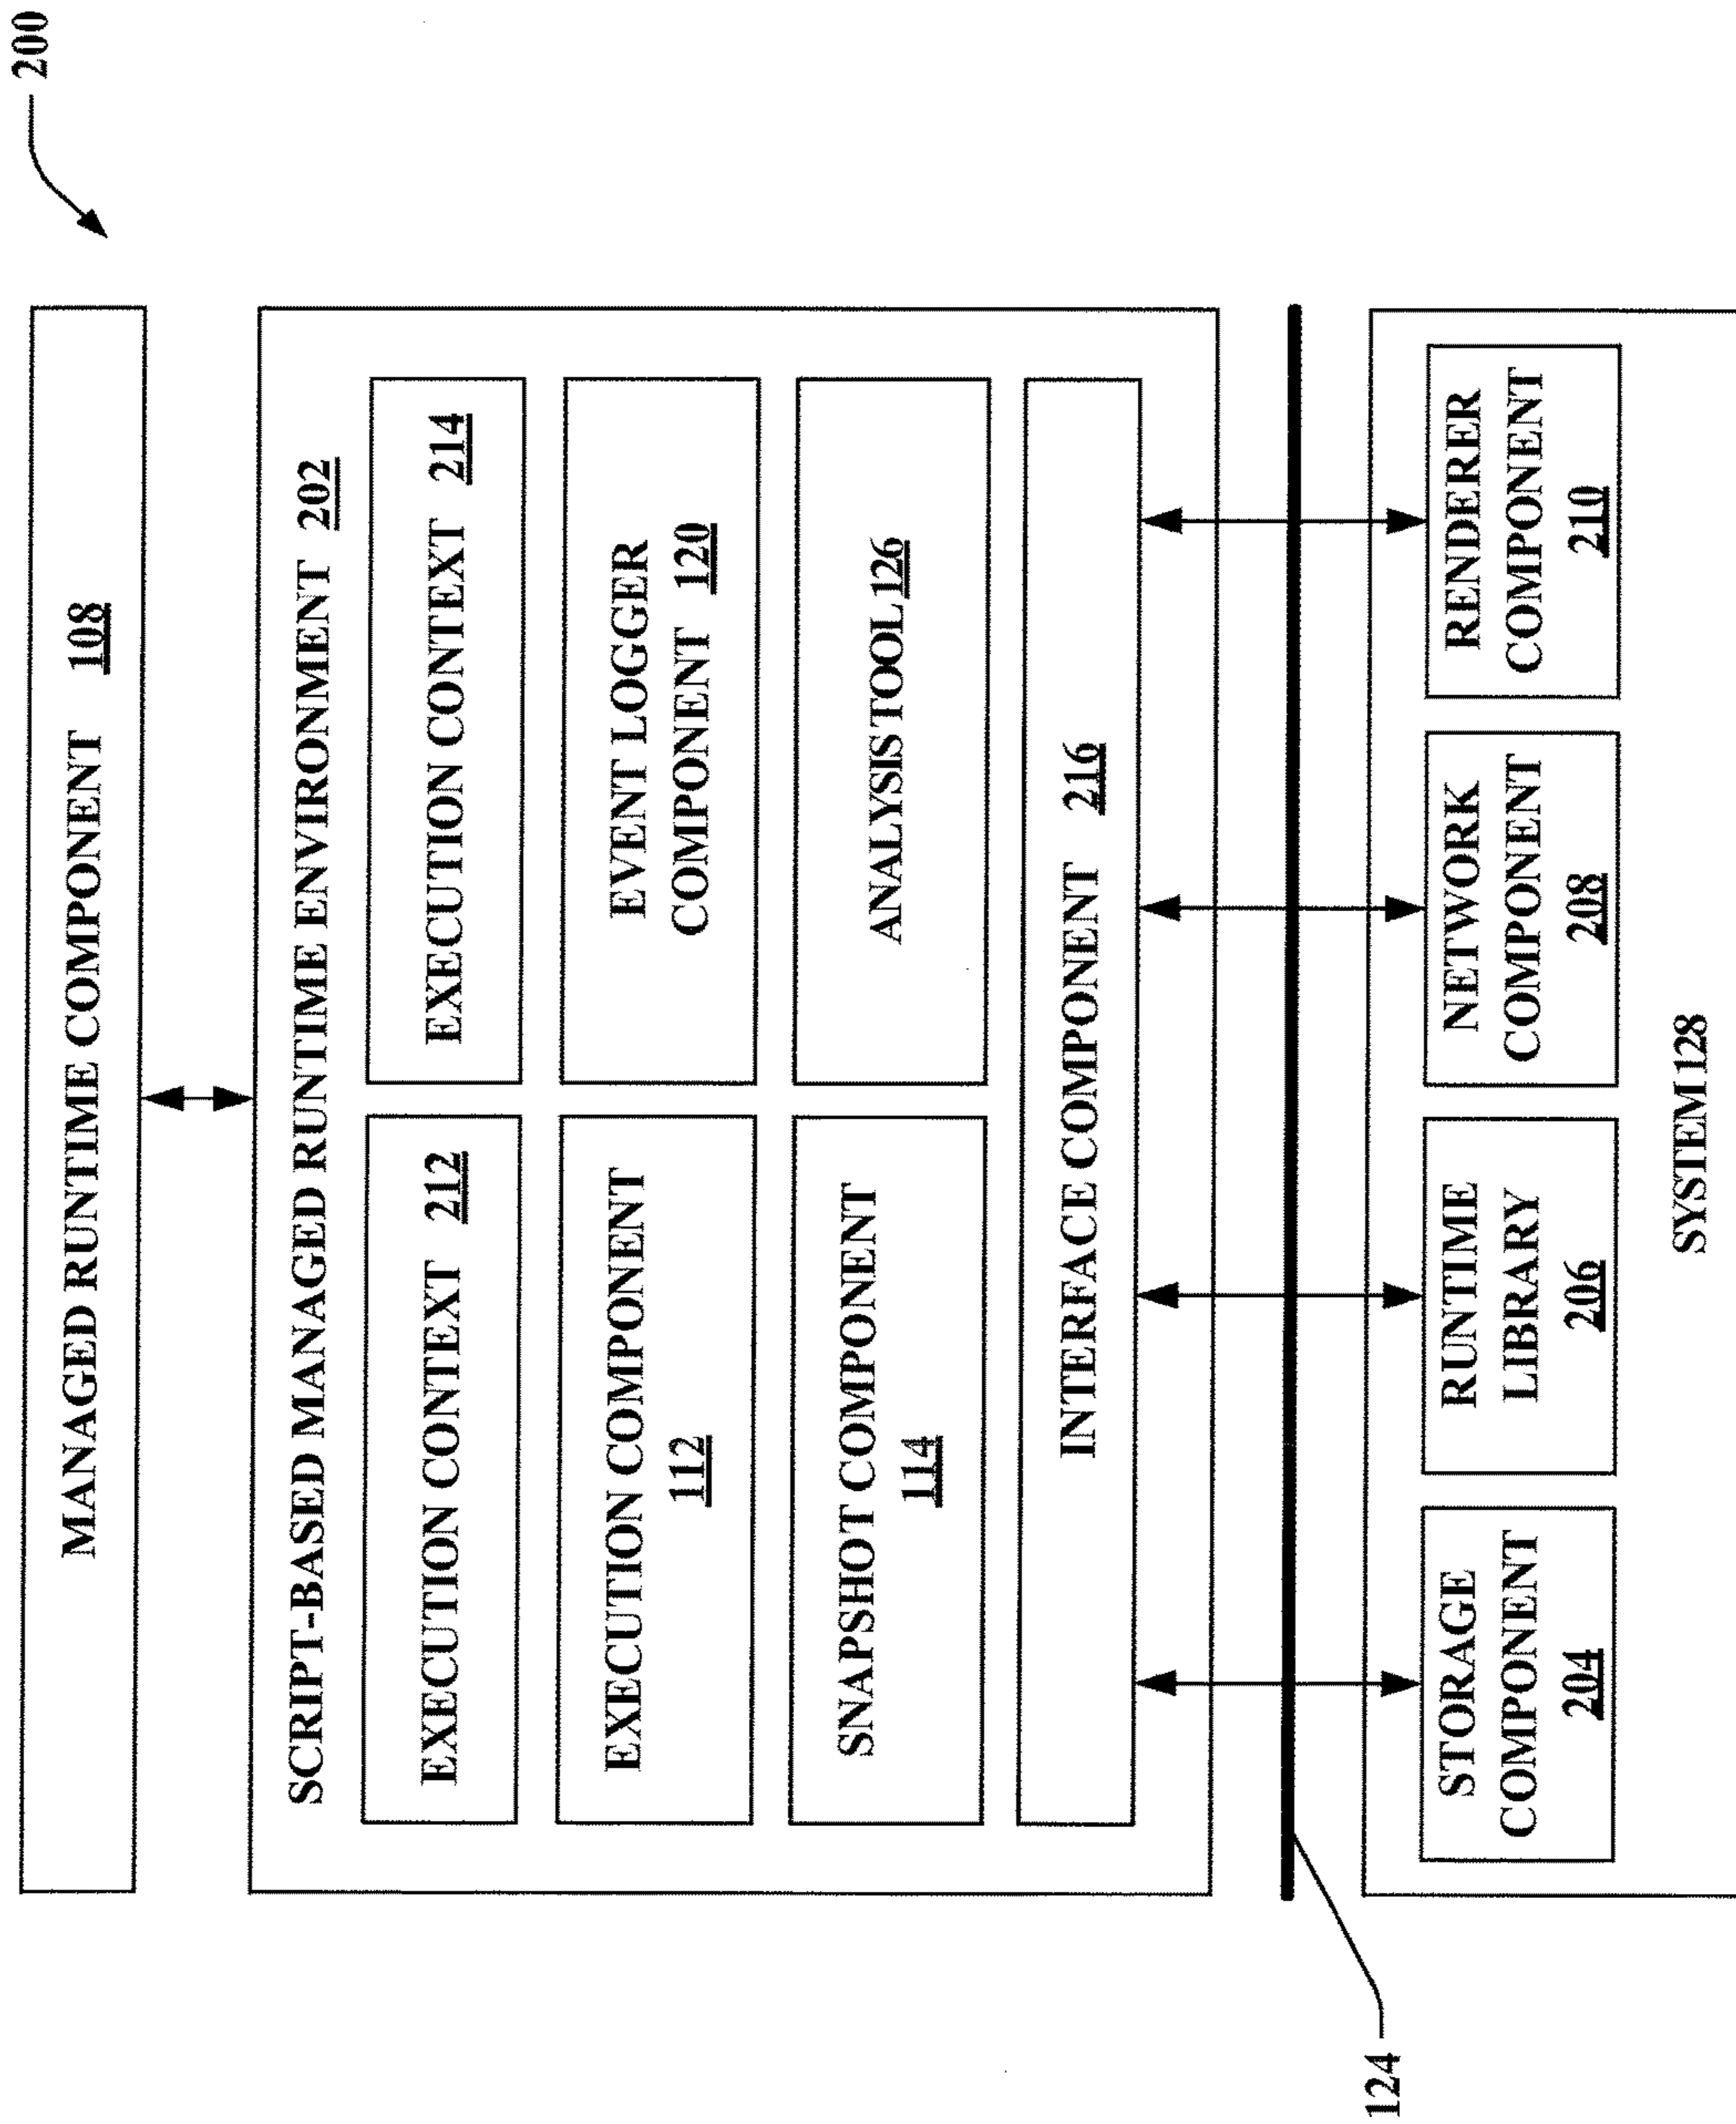 200
MANAGED RUNTIME COMPONENT 108
SCRIPT-BASED MANAGED RUNTIME ENVIRONMENT 202
EXECUTION CONTEXT 212
EXECUTION CONTEXT 214
EXECUTION COMPONENT
112
EVENT LOGGER
COMPONENT 120
SNAPSHOT COMPONENT
114
ANALYSIS TOOL 126
INTERFACE COMPONENT 216
124
STORAGE
COMPONENT
204
RUNTIME
LIBRARY
206
NETWORK
COMPONENT
208
RENDERER
COMPONENT
210
SYSTEM 128